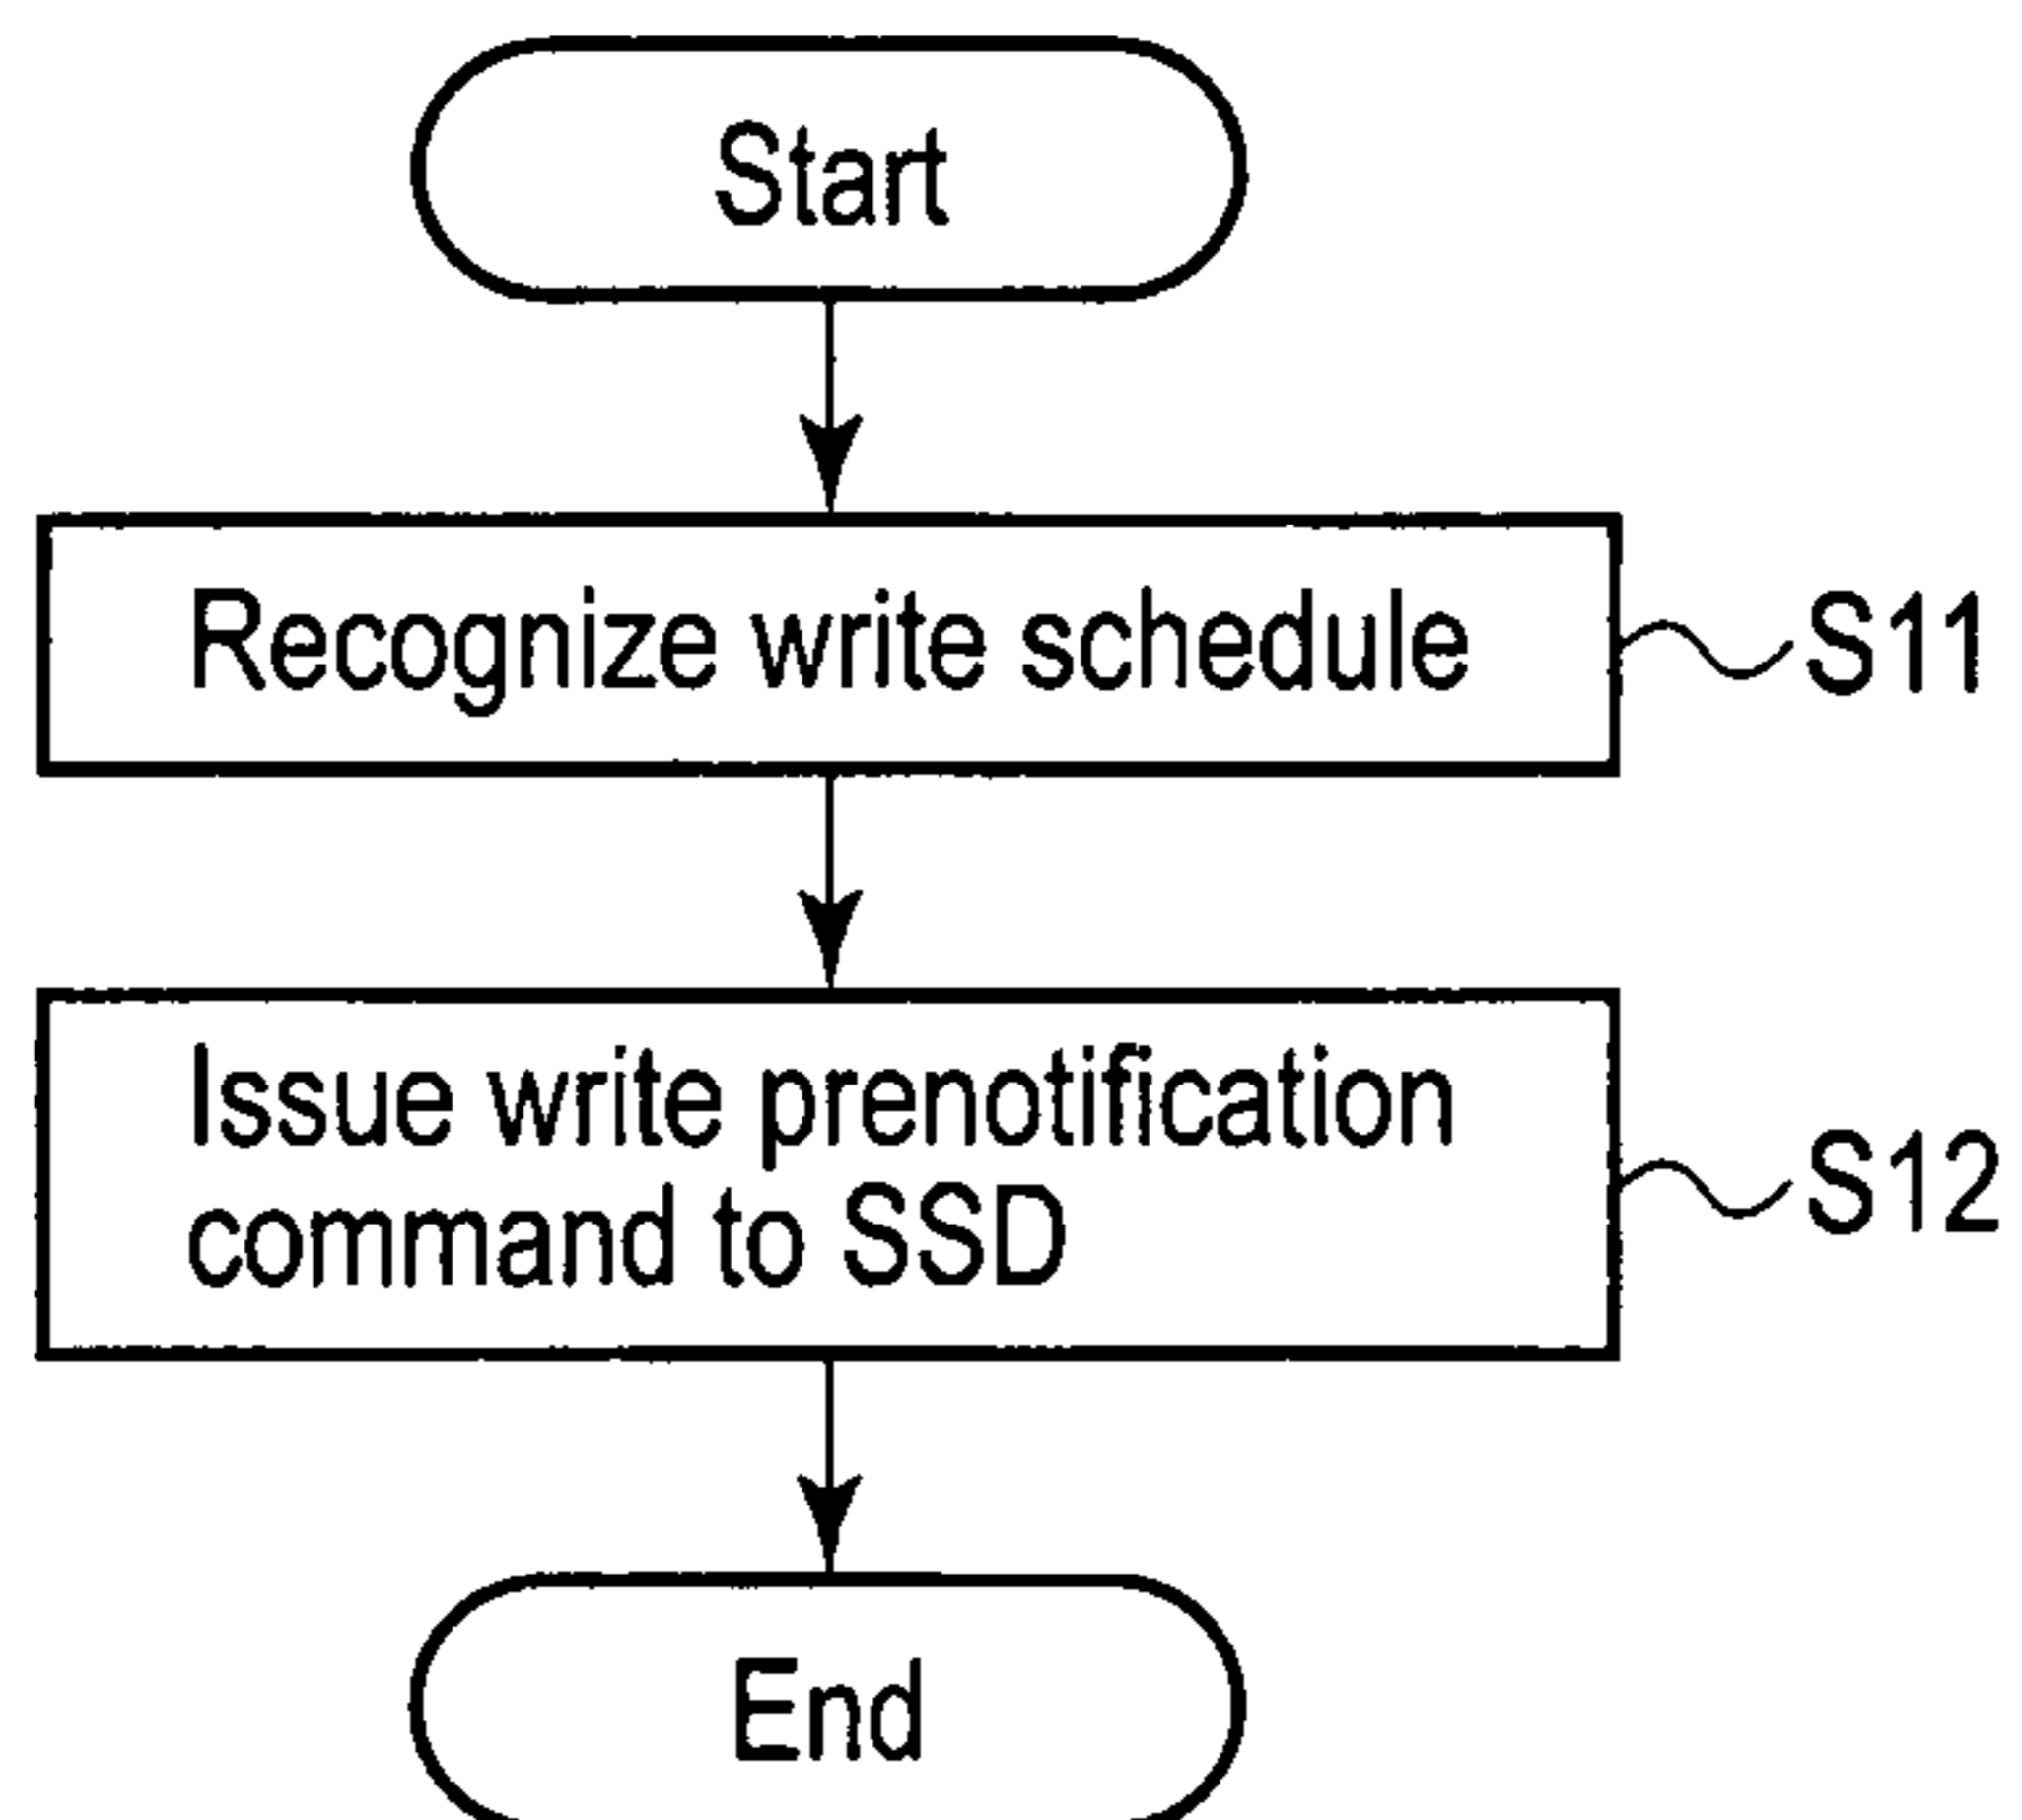 Start
Recognize write schedule
S11
Issue write prenotification
command to SSD
S12
End